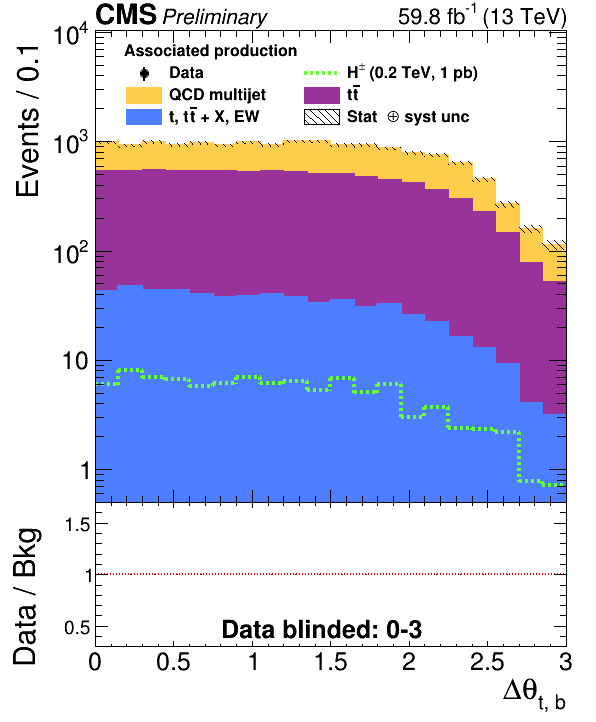 CMS Preliminary 59.8 fb⁻¹ (13 TeV)
Events / 0.1
10⁴
10³
10²
10
1
Associated production
Data
H± (0.2 TeV, 1 pb)
QCD multijet
tt̄
t, tt̄ + X, EW
Stat ⊕ syst unc
Data / Bkg
1.5
1
0.5
Data blinded: 0-3
0 0.5 1 1.5 2 2.5 3
Δθt, b